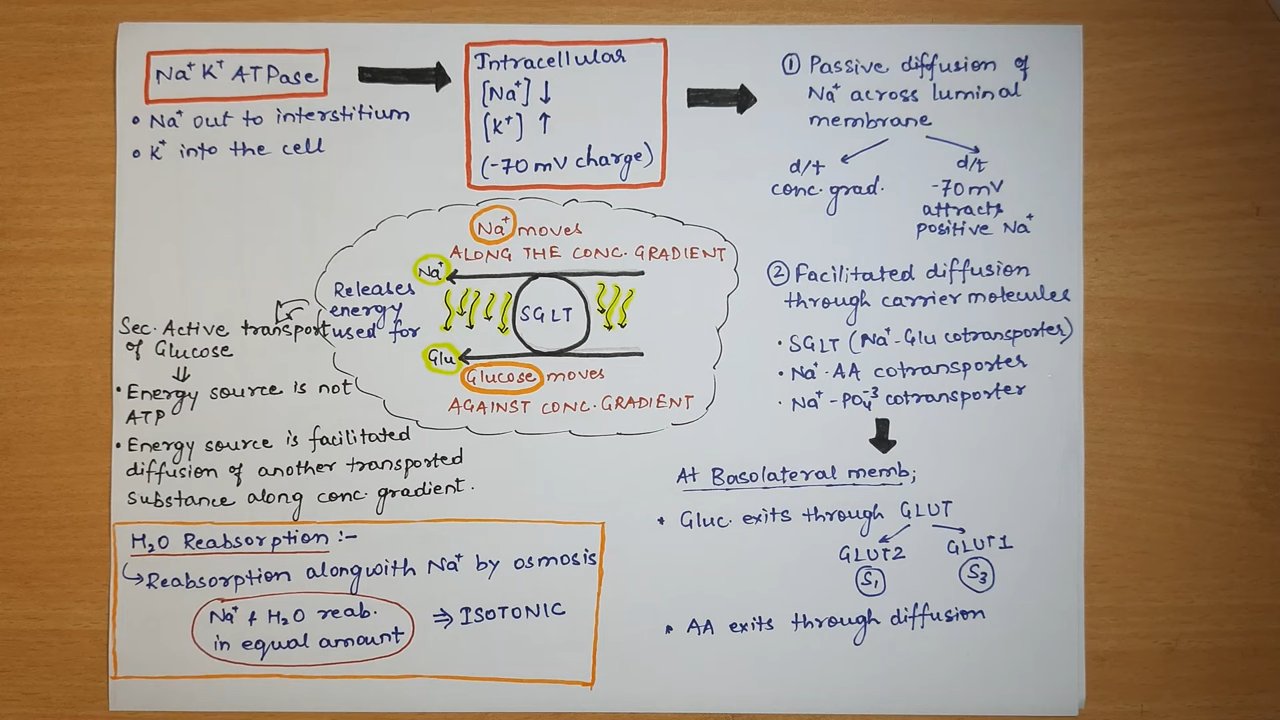 Na⁺ K⁺ ATPase
• Na⁺ out to interstitium
• K⁺ into the cell
Intracellular
[Na⁺] ↓
[K⁺] ↑
(-70 mV charge)
① Passive diffusion of
Na⁺ across luminal
membrane
d/t
conc. grad.
d/t
-70mV
attracts
positive Na⁺
Na⁺ moves
ALONG THE CONC. GRADIENT
Na⁺
SGLT
Glu
Glucose moves
AGAINST CONC. GRADIENT
Releases
energy
used for
Sec. Active transport
of Glucose
⇓
• Energy source is not
ATP
• Energy source is facilitated
diffusion of another transported
substance along conc. gradient.
② Facilitated diffusion
through carrier molecules
• SGLT (Na⁺-Glu cotransporter)
• Na⁺-AA cotransporter
• Na⁺-PO₄⁻³ cotransporter
At Basolateral memb;
• Gluc. exits through GLUT
GLUT2
S₁
GLUT1
S₃
• AA exits through diffusion
H₂O Reabsorption :-
↳ Reabsorption alongwith Na⁺ by osmosis
Na⁺ & H₂O reab.
in equal amount
⇒ ISOTONIC